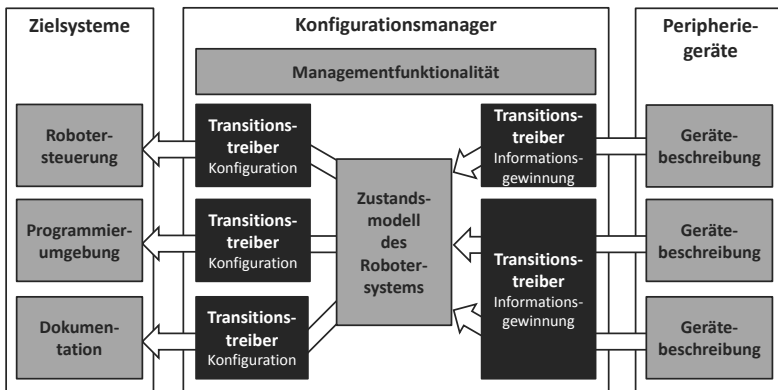 Zielsysteme
Roboter-
steuerung
Programmier-
umgebung
Dokumen-
tation
Konfigurationsmanager
Managementfunktionalität
Transitions-
treiber
Konfiguration
Transitions-
treiber
Konfiguration
Transitions-
treiber
Konfiguration
Zustands-
modell
des
Roboter-
systems
Transitions-
treiber
Informations-
gewinnung
Transitions-
treiber
Informations-
gewinnung
Peripherie-
geräte
Geräte-
beschreibung
Geräte-
beschreibung
Geräte-
beschreibung